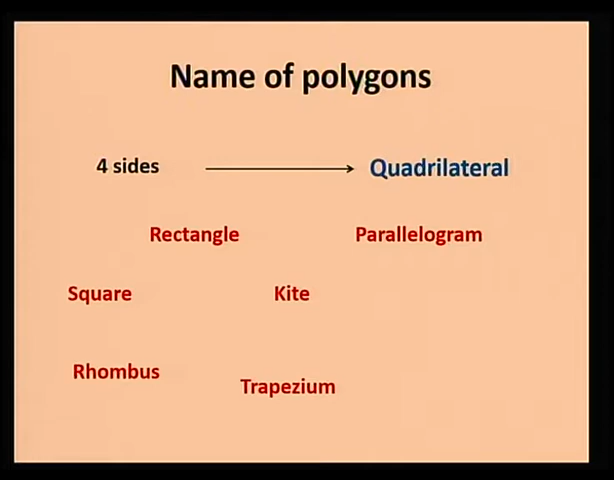 Name of polygons
4 sides Quadrilateral
Rectangle Parallelogram
Square Kite
Rhombus
Trapezium